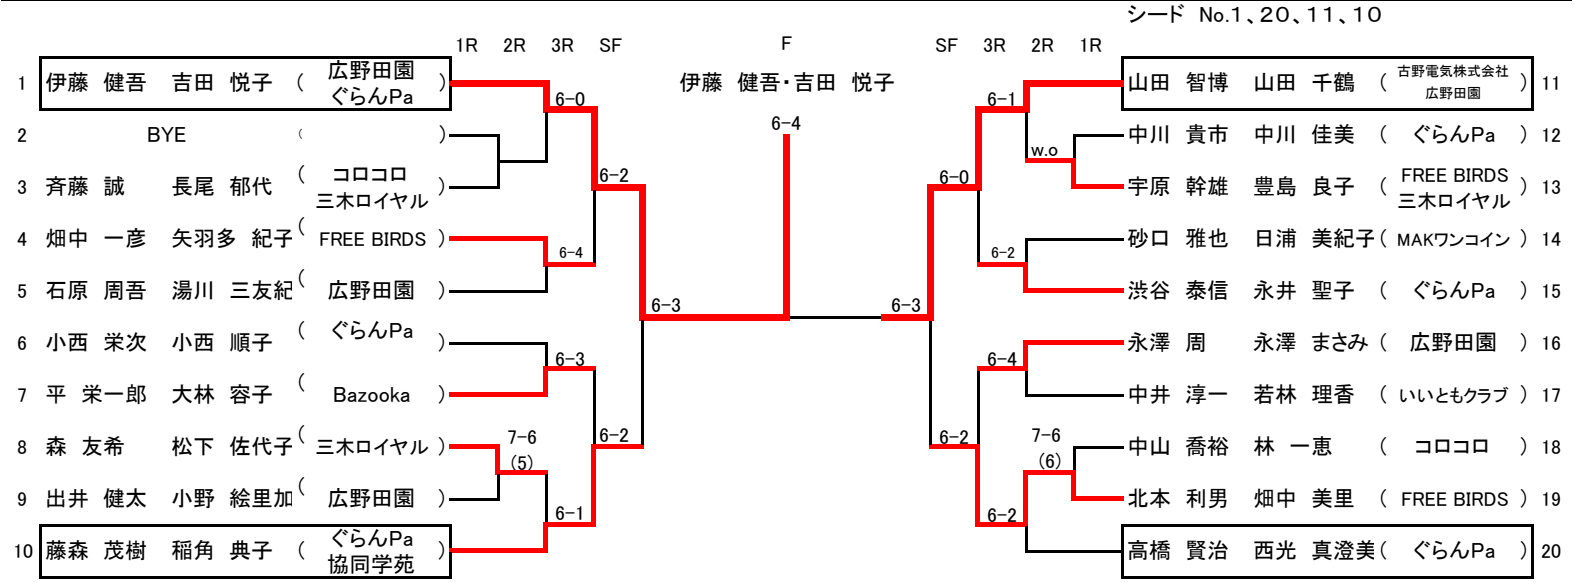 シード No.1、20、11、10
1R 2R 3R SF F SF 3R 2R 1R
伊藤 健吾・吉田 悦子
6-4
1 伊藤 健吾 吉田 悦子 ( 広野田園 ぐらんPa )
2 BYE ( )
3 斉藤 誠 長尾 郁代 ( コロコロ 三木ロイヤル )
4 畑中 一彦 矢羽多 紀子 ( FREE BIRDS )
5 石原 周吾 湯川 三友紀 ( 広野田園 )
6 小西 栄次 小西 順子 ( ぐらんPa )
7 平 栄一郎 大林 容子 ( Bazooka )
8 森 友希 松下 佐代子 ( 三木ロイヤル )
9 出井 健太 小野 絵里加 ( 広野田園 )
10 藤森 茂樹 稲角 典子 ( ぐらんPa 協同学苑 )
6-0
6-2
6-4
6-3
6-3
6-2
7-6
(5)
6-1
山田 智博 山田 千鶴 ( 古野電気株式会社 広野田園 ) 11
中川 貴市 中川 佳美 ( ぐらんPa ) 12
宇原 幹雄 豊島 良子 ( FREE BIRDS 三木ロイヤル ) 13
砂口 雅也 日浦 美紀子 ( MAKワンコイン ) 14
渋谷 泰信 永井 聖子 ( ぐらんPa ) 15
永澤 周 永澤 まさみ ( 広野田園 ) 16
中井 淳一 若林 理香 ( いいともクラブ ) 17
中山 喬裕 林 一恵 ( コロコロ ) 18
北本 利男 畑中 美里 ( FREE BIRDS ) 19
高橋 賢治 西光 真澄美 ( ぐらんPa ) 20
6-1
w.o
6-0
6-2
6-3
6-4
6-2
7-6
(6)
6-2